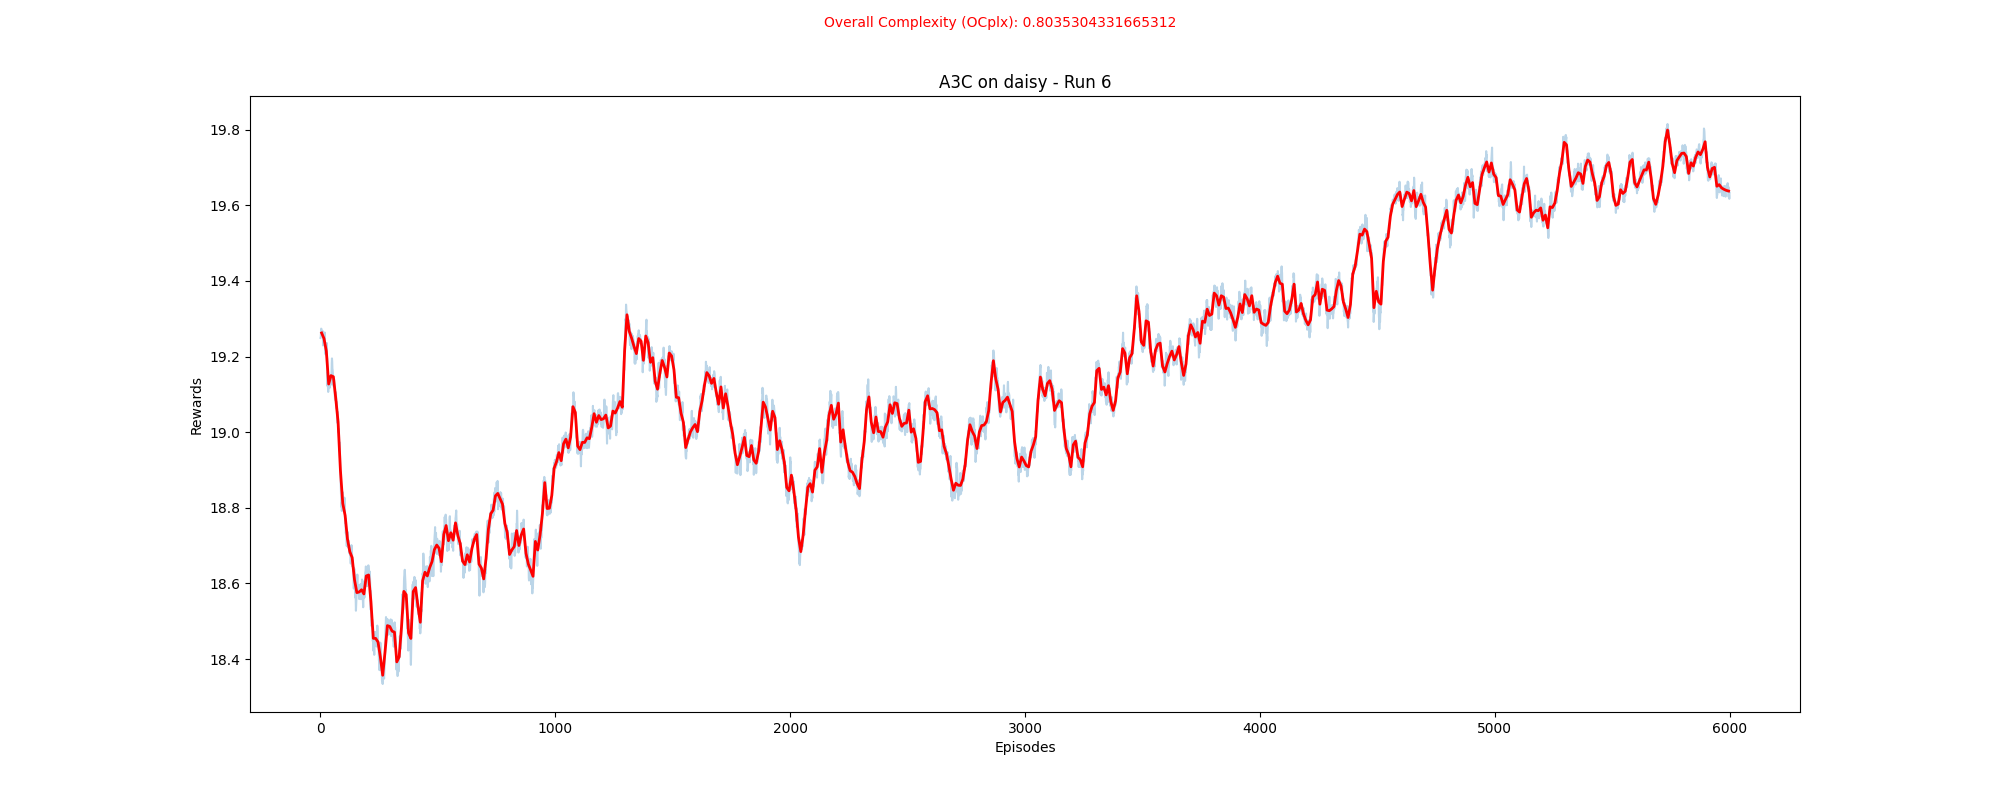 Overall Complexity (OCplx): 0.8035304331665312
A3C on daisy - Run 6
Rewards
19.8
19.6
19.4
19.2
19.0
18.8
18.6
18.4
0 1000 2000 3000 4000 5000 6000
Episodes